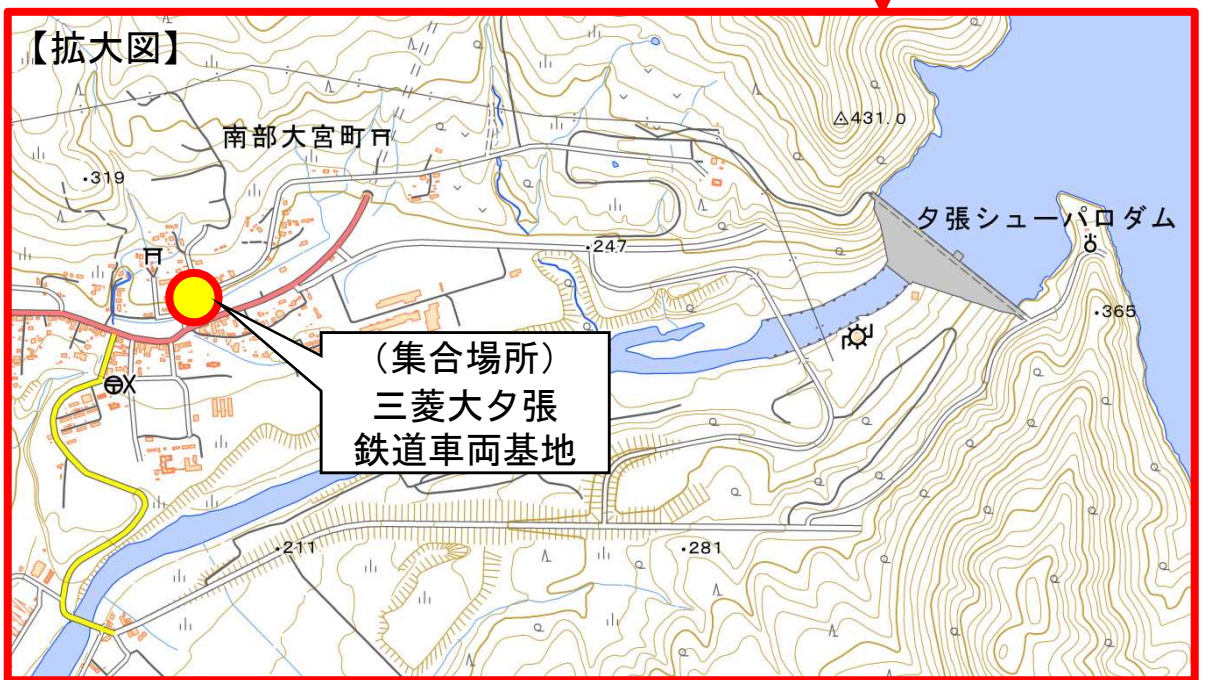 【拡大図】
南部大宮町
431.0
・319
夕張シューパロダム
・247
・365
（集合場所）
三菱大夕張
鉄道車両基地
・211
・281